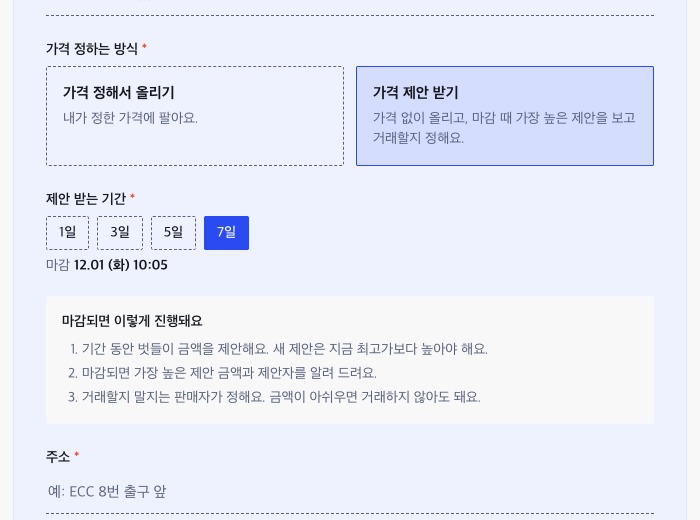 가격 정하는 방식 *
가격 정해서 올리기
내가 정한 가격에 팔아요.
가격 제안 받기
가격 없이 올리고, 마감 때 가장 높은 제안을 보고
거래할지 정해요.
제안 받는 기간 *
1일 3일 5일 7일
마감 12.01 (화) 10:05
마감되면 이렇게 진행돼요
1. 기간 동안 벗들이 금액을 제안해요. 새 제안은 지금 최고가보다 높아야 해요.
2. 마감되면 가장 높은 제안 금액과 제안자를 알려 드려요.
3. 거래할지 말지는 판매자가 정해요. 금액이 아쉬우면 거래하지 않아도 돼요.
주소 *
예: ECC 8번 출구 앞